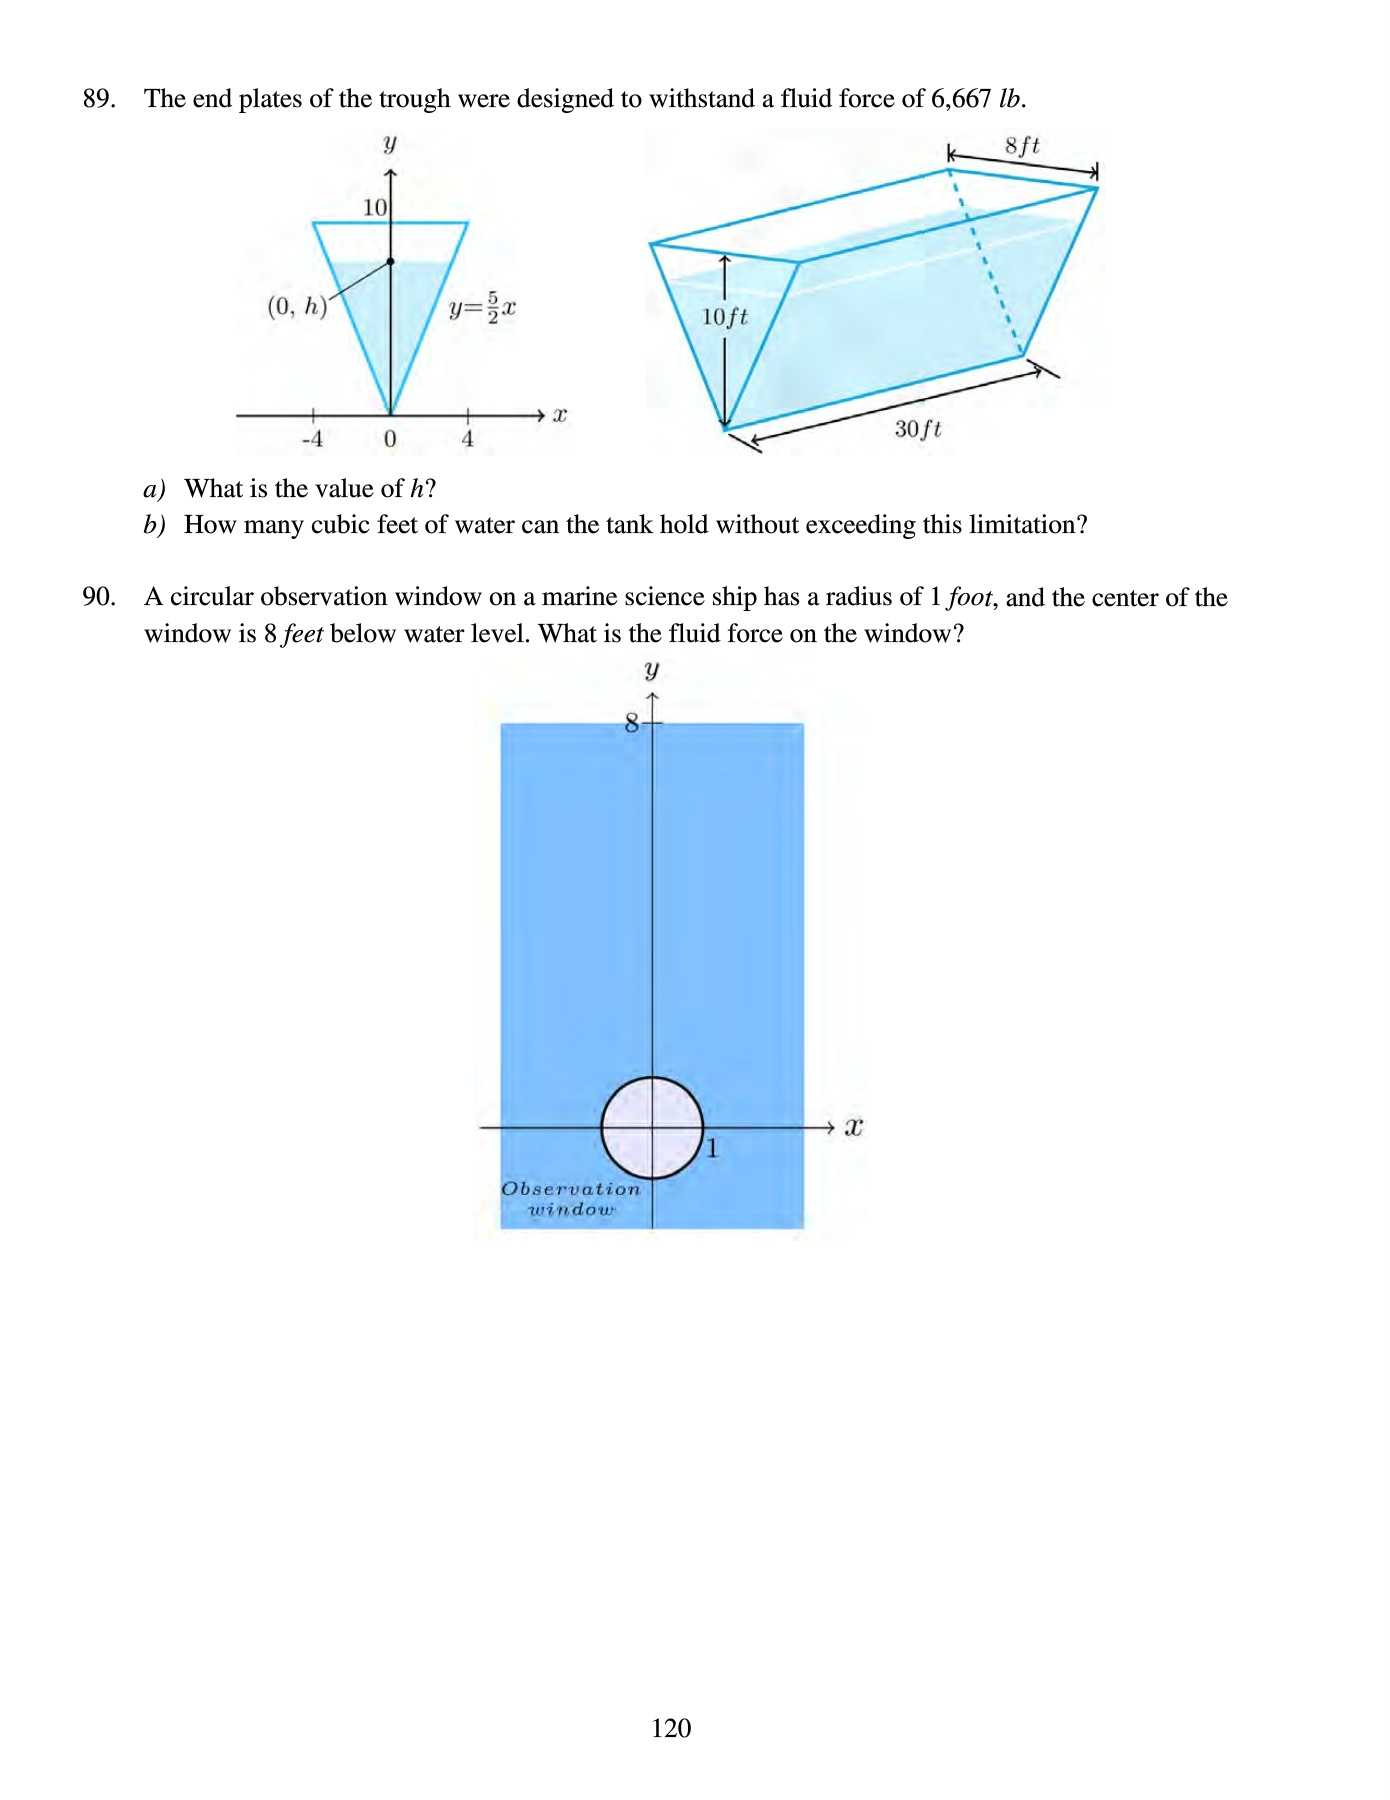 89. The end plates of the trough were designed to withstand a fluid force of 6,667 lb.
y
10
(0, h)
y=5/2x
-4 0 4
x
8ft
10ft
30ft
a) What is the value of h?
b) How many cubic feet of water can the tank hold without exceeding this limitation?
90. A circular observation window on a marine science ship has a radius of 1 foot, and the center of the
window is 8 feet below water level. What is the fluid force on the window?
y
8
x
1
Observation
window
120